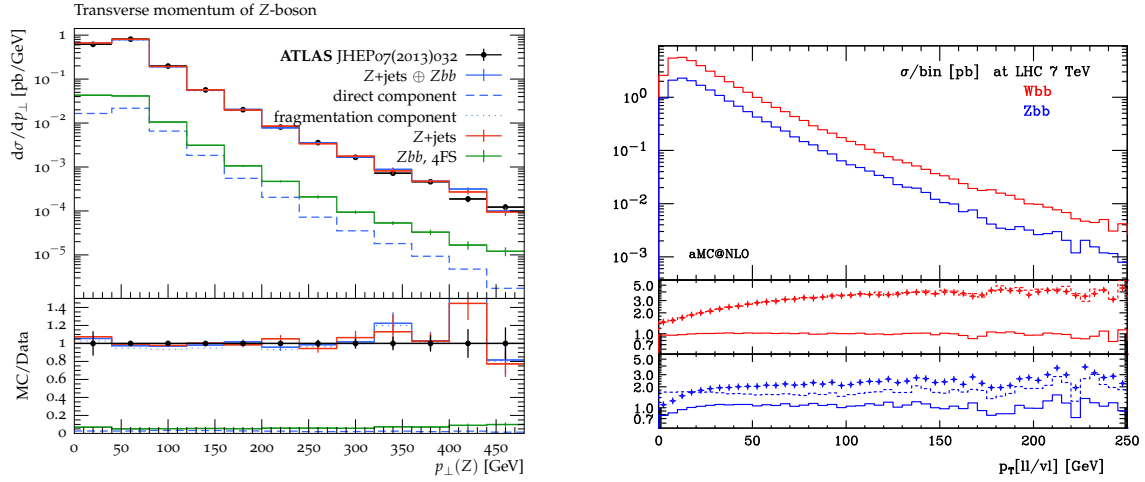 Transverse momentum of Z-boson
dσ/dp⊥ [pb/GeV]
1
10⁻¹
10⁻²
10⁻³
10⁻⁴
10⁻⁵
ATLAS JHEP07(2013)032
Z+jets ⊕ Zbb
direct component
fragmentation component
Z+jets
Zbb, 4FS
MC/Data
1.4
1.2
1
0.8
0.6
0.4
0.2
0
0 50 100 150 200 250 300 350 400 450
p⊥(Z) [GeV]
σ/bin [pb] at LHC 7 TeV
Wbb
Zbb
10⁰
10⁻¹
10⁻²
10⁻³
aMC@NLO
5.0
3.0
2.0
1.0
0.7
5.0
3.0
2.0
1.0
0.7
0 50 100 150 200 250
p_T[ll/vl] [GeV]